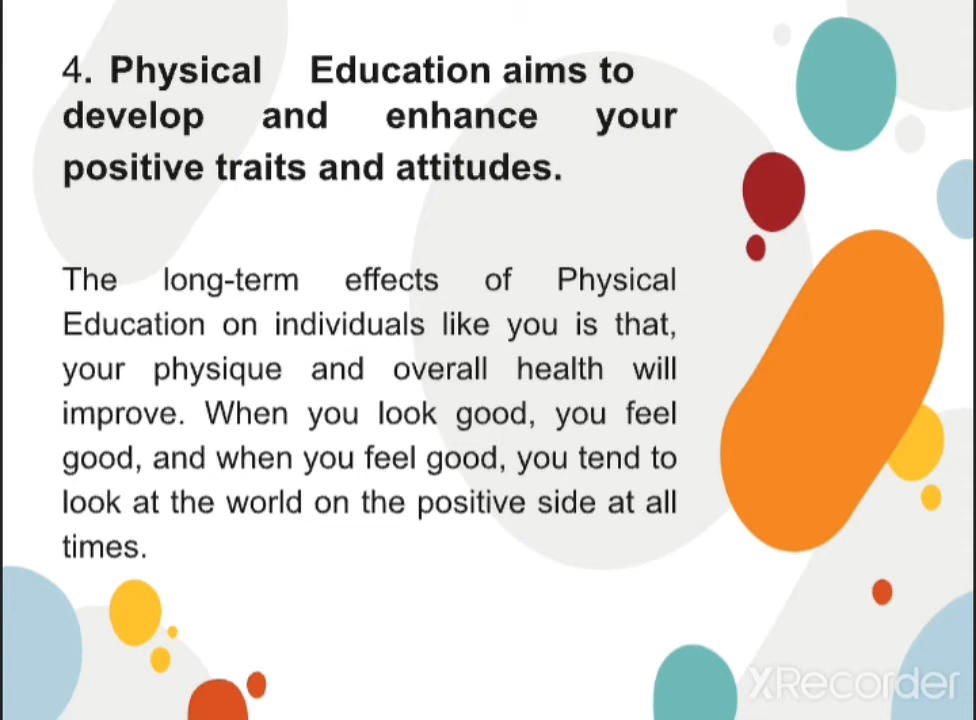 4. Physical Education aims to
develop and enhance your
positive traits and attitudes.
The long-term effects of Physical
Education on individuals like you is that,
your physique and overall health will
improve. When you look good, you feel
good, and when you feel good, you tend to
look at the world on the positive side at all
times.
XRecorder